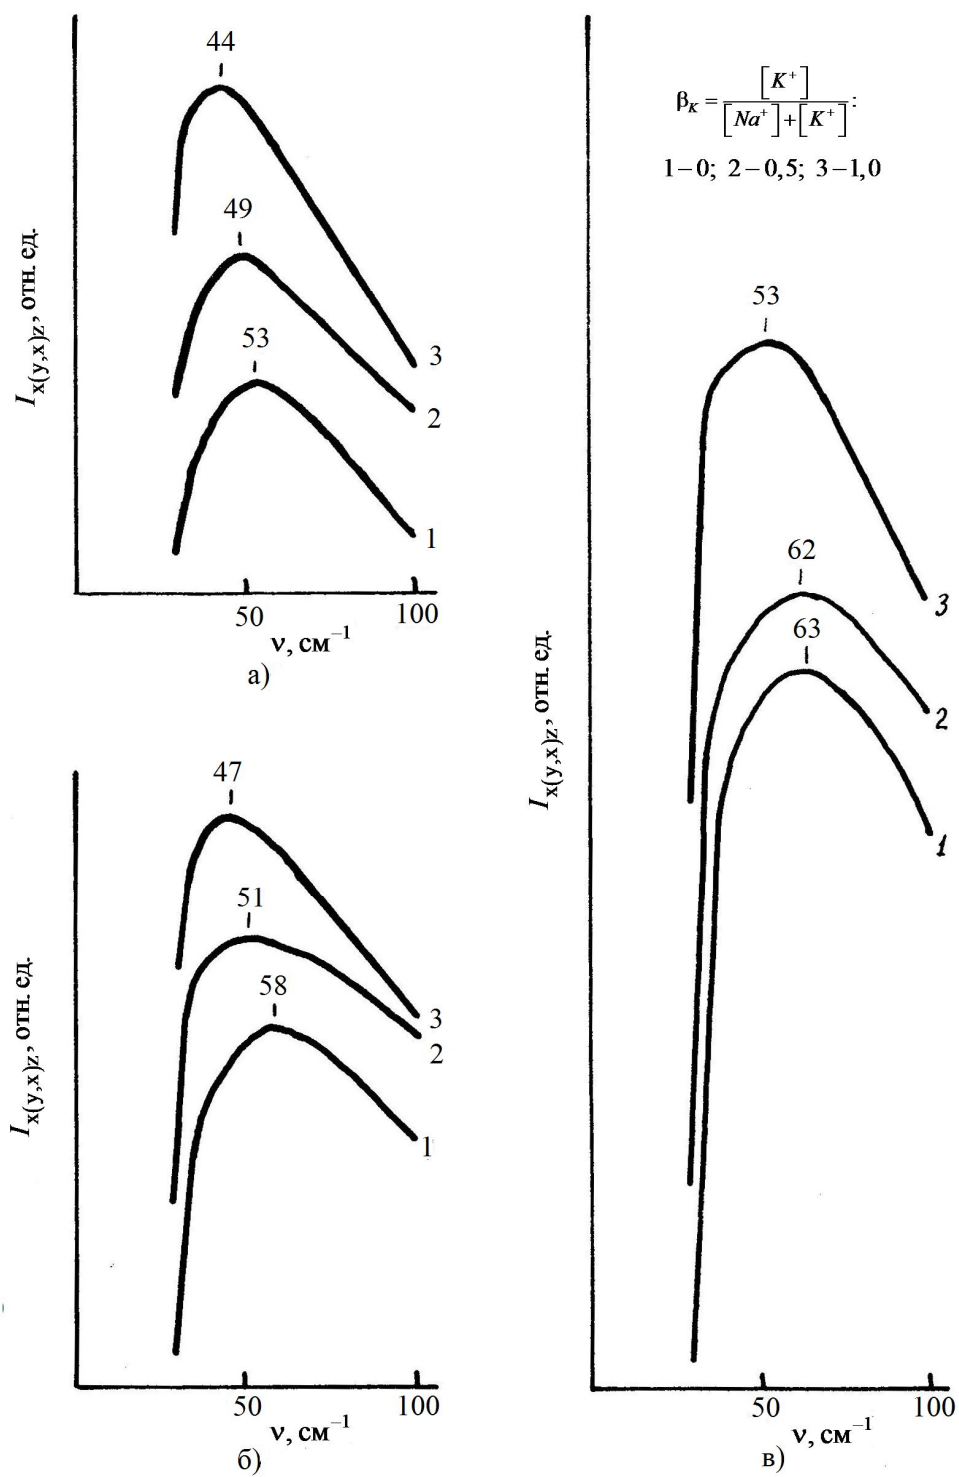 44
49
53
3
2
1
I x(y,x)z, отн. ед.
50
100
ν, см⁻¹
а)
47
51
58
3
2
1
I x(y,x)z, отн. ед.
50
100
ν, см⁻¹
б)
β_K = [K⁺] / [Na⁺]+[K⁺] :
1–0; 2–0,5; 3–1,0
53
62
63
3
2
1
I x(y,x)z, отн. ед.
50
100
ν, см⁻¹
в)